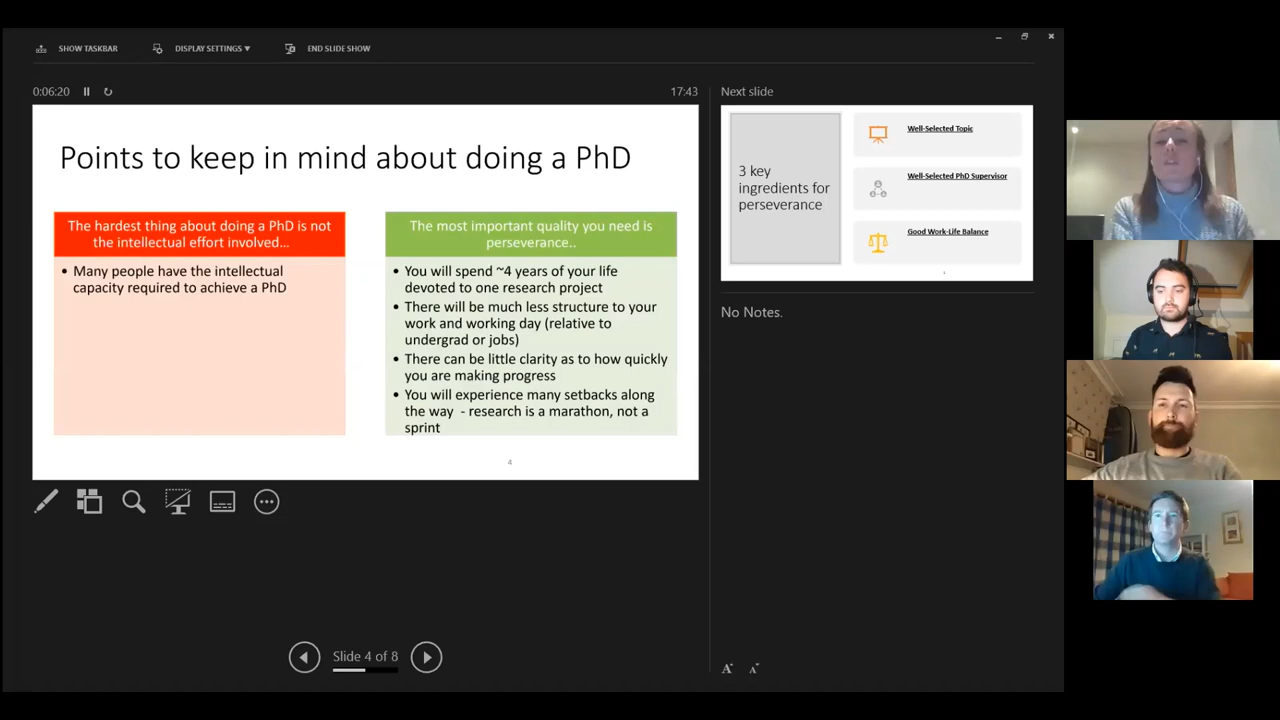 SHOW TASKBAR
DISPLAY SETTINGS ▾
END SLIDE SHOW
0:06:20
17:43
Points to keep in mind about doing a PhD
The hardest thing about doing a PhD is not
the intellectual effort involved…
• Many people have the intellectual
capacity required to achieve a PhD
The most important quality you need is
perseverance..
• You will spend ~4 years of your life
devoted to one research project
• There will be much less structure to your
work and working day (relative to
undergrad or jobs)
• There can be little clarity as to how quickly
you are making progress
• You will experience many setbacks along
the way - research is a marathon, not a
sprint
4
Next slide
3 key
ingredients for
perseverance
Well-Selected Topic
Well-Selected PhD Supervisor
Good Work-Life Balance
No Notes.
Slide 4 of 8
A A